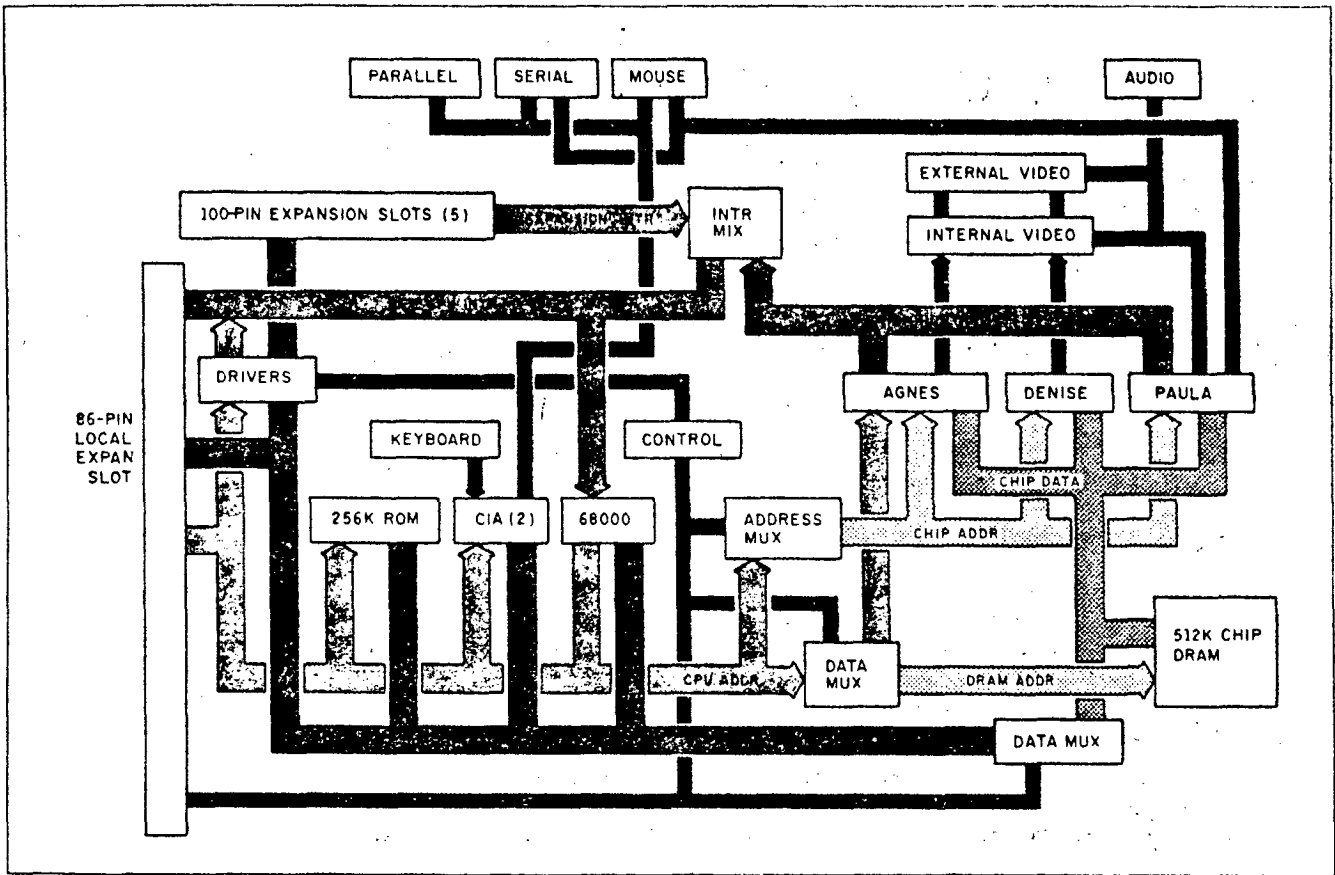 PARALLEL
SERIAL
MOUSE
AUDIO
EXTERNAL VIDEO
100-PIN EXPANSION SLOTS (5)
EXPANSION INTR
INTR
MIX
INTERNAL VIDEO
DRIVERS
AGNES
DENISE
PAULA
86-PIN
LOCAL
EXPAN
SLOT
KEYBOARD
CONTROL
CHIP DATA
256K ROM
CIA (2)
68000
ADDRESS
MUX
CHIP ADDR
512K CHIP
DRAM
DATA
MUX
CPU ADDR
DRAM ADDR
DATA MUX